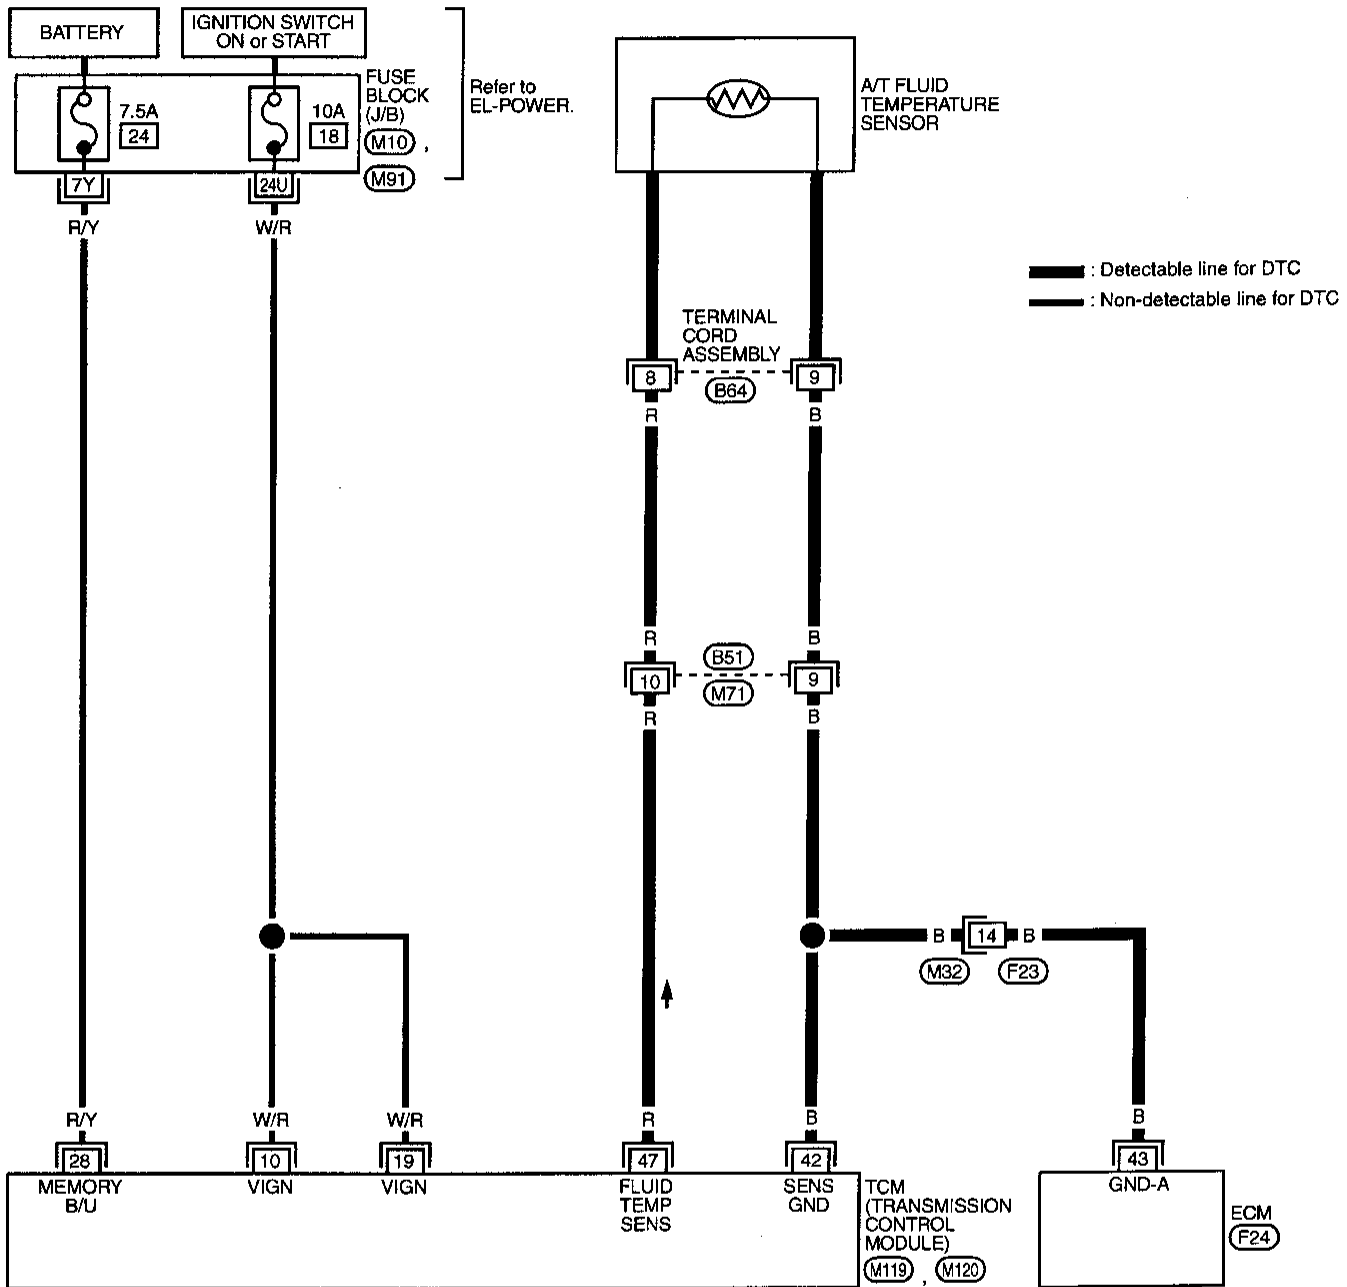 BATTERY
IGNITION SWITCH
ON or START
FUSE
BLOCK
(J/B)
M10 ,
M91
7.5A
24
10A
18
Refer to
EL-POWER.
7Y
24U
R/Y
W/R
A/T FLUID
TEMPERATURE
SENSOR
: Detectable line for DTC
: Non-detectable line for DTC
TERMINAL
CORD
ASSEMBLY
8
B64
9
R
B
R
B
B51
10
M71
9
R
B
B
14
B
M32
F23
R/Y
W/R
W/R
R
B
B
28
10
19
47
42
43
MEMORY
B/U
VIGN
VIGN
FLUID
TEMP
SENS
SENS
GND
TCM
(TRANSMISSION
CONTROL
MODULE)
M119 , M120
GND-A
ECM
F24